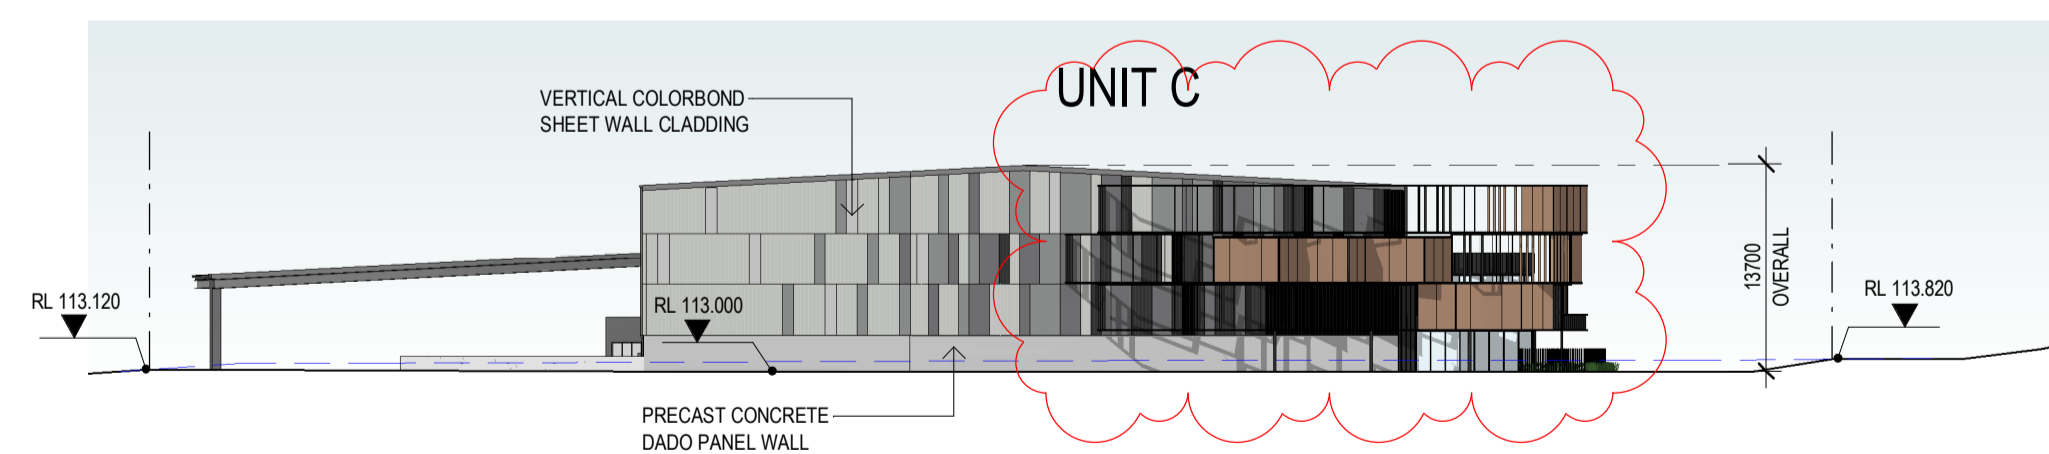 UNIT C
VERTICAL COLORBOND
SHEET WALL CLADDING
13700
OVERALL
RL 113.120
RL 113.000
RL 113.820
PRECAST CONCRETE
DADO PANEL WALL